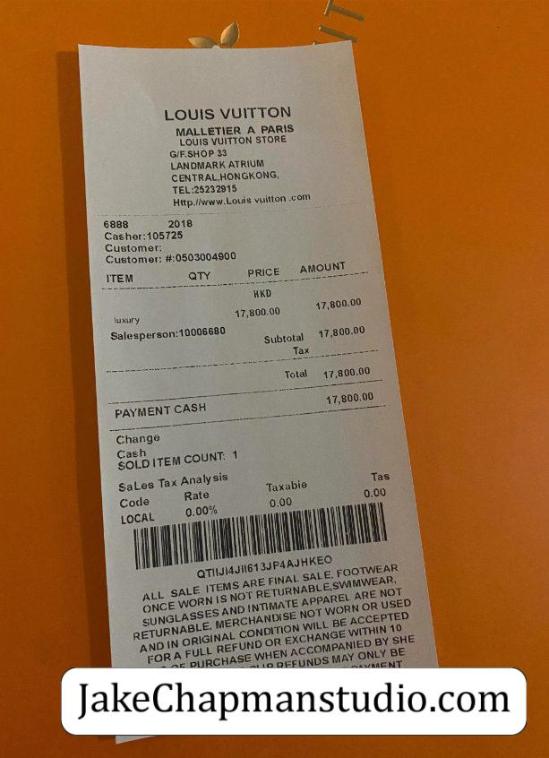 IT
LOUIS VUITTON
MALLETIER A PARIS
LOUIS VUITTON STORE
G/F.SHOP 33
LANDMARK ATRIUM
CENTRAL,HONGKONG,
TEL:25232915
Http://www.Louis vuitton .com
6888 2018
Casher:105725
Customer:
Customer: #:0503004900
ITEM QTY PRICE AMOUNT
HKD
luxury 17,800.00 17,800.00
Salesperson:10006680
Subtotal 17,800.00
Tax
Total 17,800.00
PAYMENT CASH 17,800.00
Change
Cash
SOLD ITEM COUNT: 1
SaLes Tax Analysis
Code Rate Taxable Tas
LOCAL 0.00% 0.00 0.00
QTIIJI4JII613JP4AJHKEO
ALL SALE ITEMS ARE FINAL SALE, FOOTWEAR
ONCE WORN IS NOT RETURNABLE,SWIMWEAR,
SUNGLASSES AND INTIMATE APPAREL ARE NOT
RETURNABLE, MERCHANDISE NOT WORN OR USED
AND IN ORIGINAL CONDITION WILL BE ACCEPTED
FOR A FULL REFUND OR EXCHANGE WITHIN 10
OF PURCHASE WHEN ACCOMPANIED BY SHE
REFUNDS MAY ONLY BE
PAYMENT
JakeChapmanstudio.com